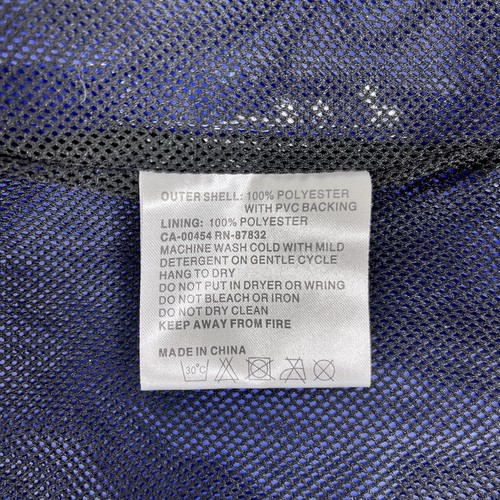 OUTER SHELL: 100% POLYESTER
WITH PVC BACKING
LINING: 100% POLYESTER
CA-00454 RN-87832
MACHINE WASH COLD WITH MILD
DETERGENT ON GENTLE CYCLE
HANG TO DRY
DO NOT PUT IN DRYER OR WRING
DO NOT BLEACH OR IRON
DO NOT DRY CLEAN
KEEP AWAY FROM FIRE
MADE IN CHINA
30°C